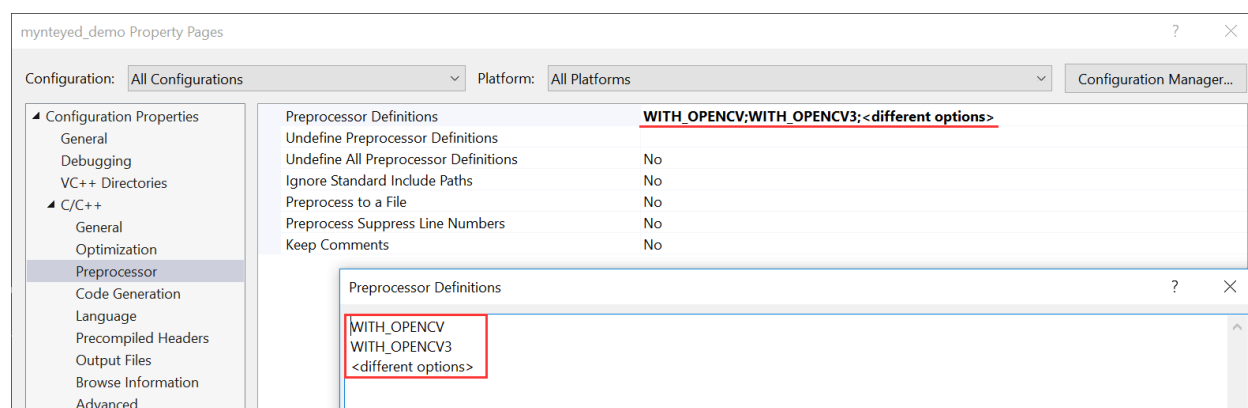 mynteyed_demo Property Pages
Configuration: All Configurations Platform: All Platforms Configuration Manager...
Configuration Properties
General
Debugging
VC++ Directories
C/C++
General
Optimization
Preprocessor
Code Generation
Language
Precompiled Headers
Output Files
Browse Information
Advanced
Preprocessor Definitions WITH_OPENCV;WITH_OPENCV3;<different options>
Undefine Preprocessor Definitions
Undefine All Preprocessor Definitions No
Ignore Standard Include Paths No
Preprocess to a File No
Preprocess Suppress Line Numbers No
Keep Comments No
Preprocessor Definitions
WITH_OPENCV
WITH_OPENCV3
<different options>